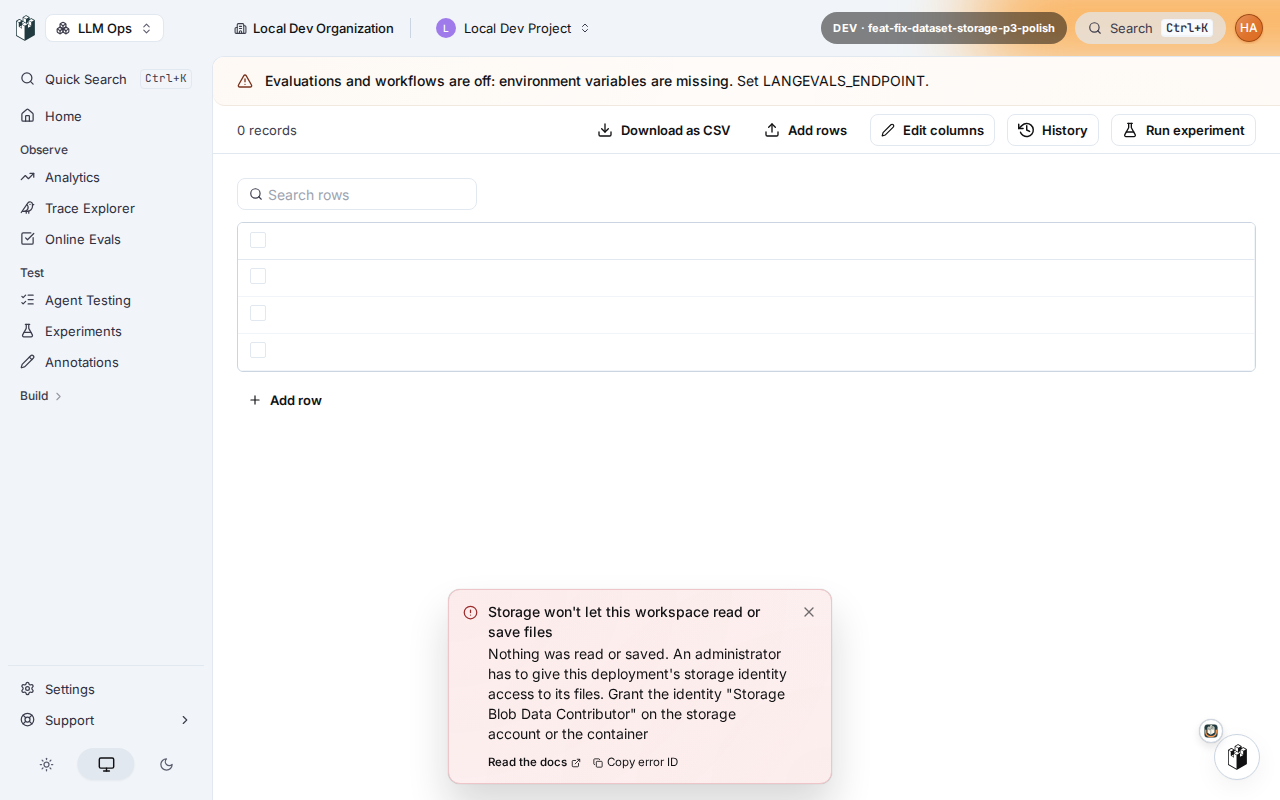 LLM Ops
Local Dev Organization
L
Local Dev Project
DEV · feat-fix-dataset-storage-p3-polish
Search
Ctrl+K
HA
Quick Search
Ctrl+K
Home
Observe
Analytics
Trace Explorer
Online Evals
Test
Agent Testing
Experiments
Annotations
Build
Settings
Support
Evaluations and workflows are off: environment variables are missing. Set LANGEVALS_ENDPOINT.
0 records
Download as CSV
Add rows
Edit columns
History
Run experiment
Search rows
Add row
Storage won't let this workspace read or
save files
Nothing was read or saved. An administrator
has to give this deployment's storage identity
access to its files. Grant the identity "Storage
Blob Data Contributor" on the storage
account or the container
Read the docs
Copy error ID